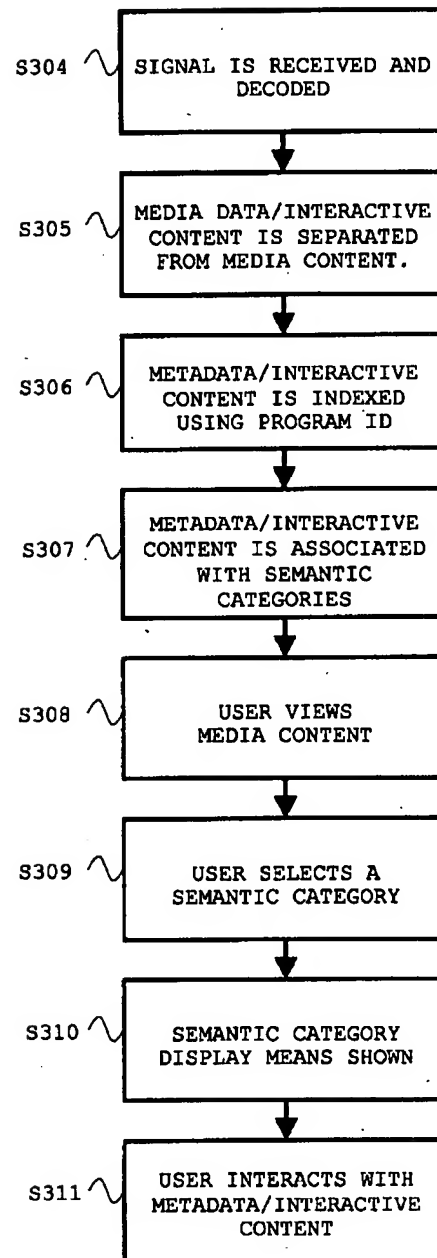 S304
SIGNAL IS RECEIVED AND
DECODED
S305
MEDIA DATA/INTERACTIVE
CONTENT IS SEPARATED
FROM MEDIA CONTENT.
S306
METADATA/INTERACTIVE
CONTENT IS INDEXED
USING PROGRAM ID
S307
METADATA/INTERACTIVE
CONTENT IS ASSOCIATED
WITH SEMANTIC
CATEGORIES
S308
USER VIEWS
MEDIA CONTENT
S309
USER SELECTS A
SEMANTIC CATEGORY
S310
SEMANTIC CATEGORY
DISPLAY MEANS SHOWN
S311
USER INTERACTS WITH
METADATA/INTERACTIVE
CONTENT